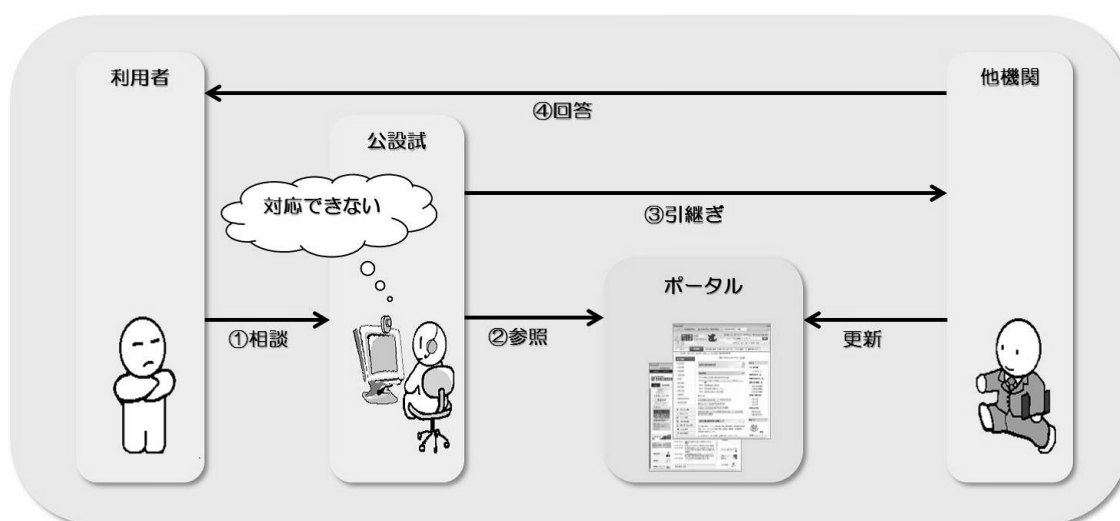 利用者
他機関
④回答
公設試
対応できない
③引継ぎ
ポータル
①相談
②参照
更新